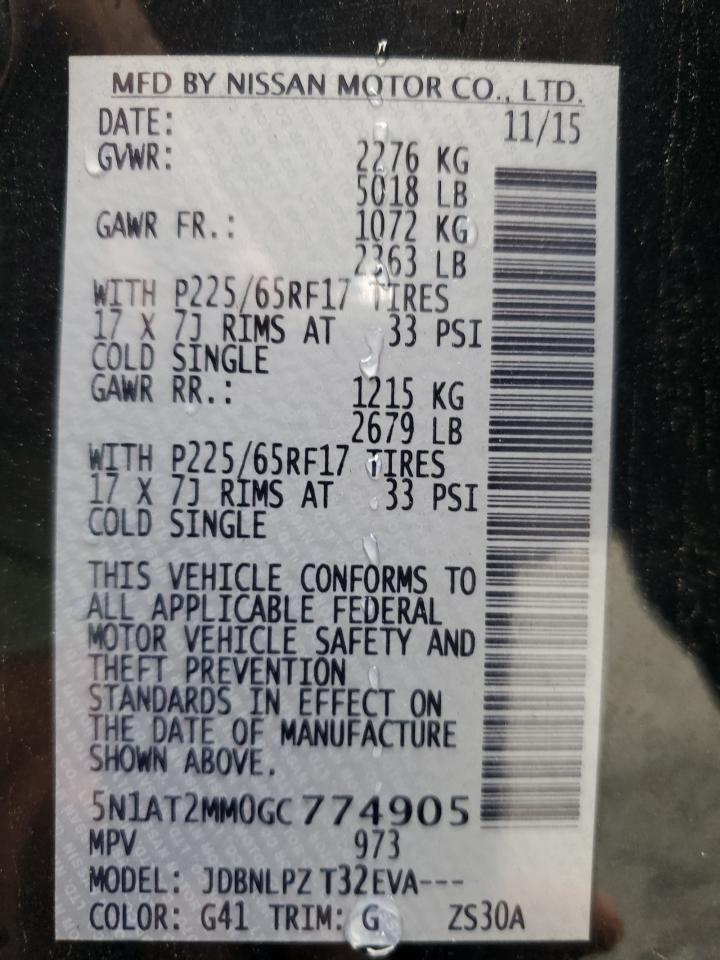 MFD BY NISSAN MOTOR CO., LTD.
DATE: 11/15
GVWR: 2276 KG
5018 LB
GAWR FR.: 1072 KG
2363 LB
WITH P225/65RF17 TIRES
17 X 7J RIMS AT 33 PSI
COLD SINGLE
GAWR RR.: 1215 KG
2679 LB
WITH P225/65RF17 TIRES
17 X 7J RIMS AT 33 PSI
COLD SINGLE
THIS VEHICLE CONFORMS TO
ALL APPLICABLE FEDERAL
MOTOR VEHICLE SAFETY AND
THEFT PREVENTION
STANDARDS IN EFFECT ON
THE DATE OF MANUFACTURE
SHOWN ABOVE.
5N1AT2MM0GC774905
MPV 973
MODEL: JDBNLPZ T32EVA---
COLOR: G41 TRIM: G ZS30A